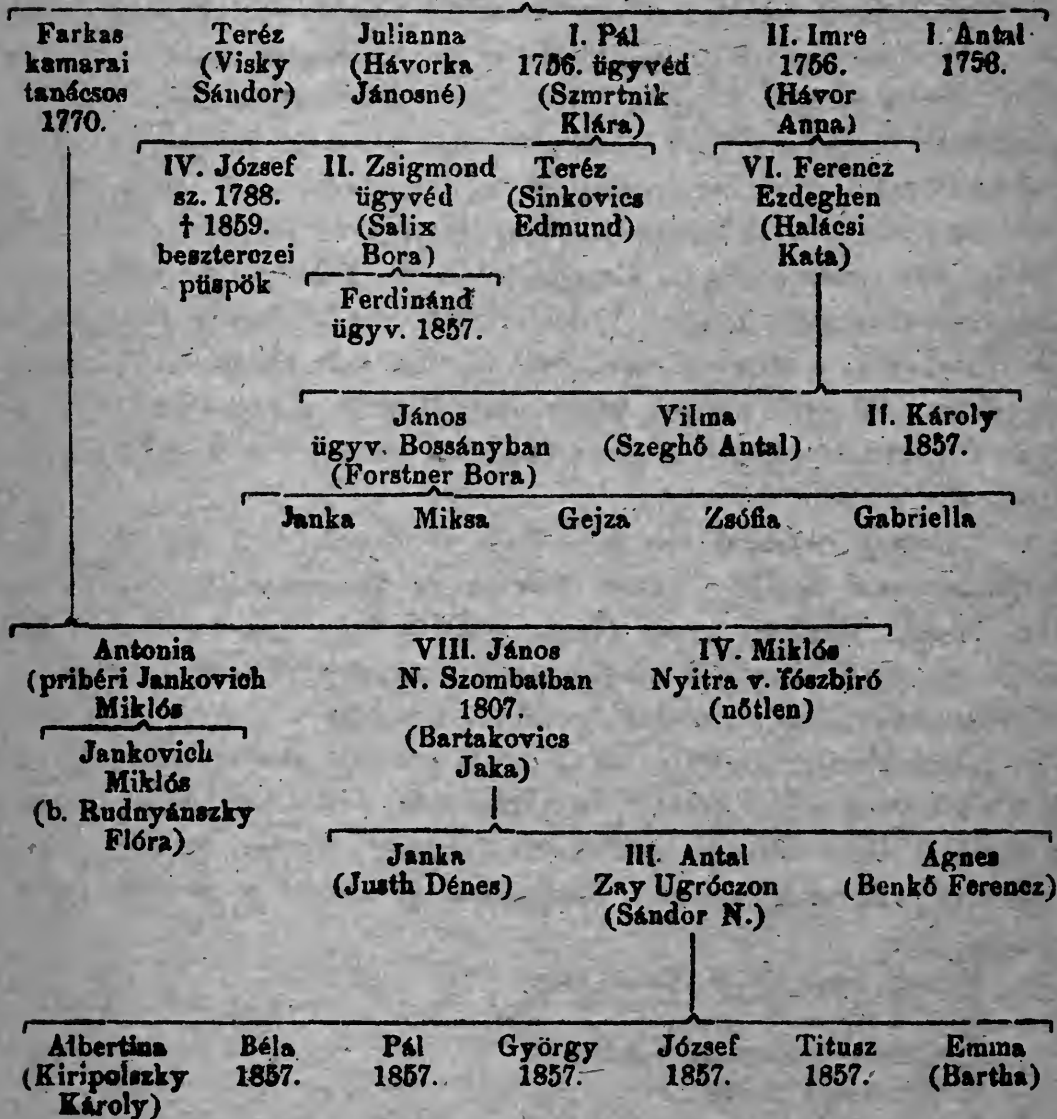 Farkas
kamarai
tanácsos
1770.
Teréz
(Visky
Sándor)
Julianna
(Hávorka
Jánosné)
I. Pál
1756. ügyvéd
(Szmrtnik
Klára)
II. Imre
1756.
(Hávor
Anna)
I. Antal
1758.
IV. József
sz. 1788.
† 1859.
beszterczei
püspök
II. Zsigmond
ügyvéd
(Salix
Bora)
Teréz
(Sinkovics
Edmund)
VI. Ferencz
Ezdeghen
(Halácsi
Kata)
Ferdinánd
ügyv. 1857.
János
ügyv. Bossányban
(Forstner Bora)
Vilma
(Szeghő Antal)
II. Károly
1857.
Janka Miksa Gejza Zsófia Gabriella
Antonia
(pribéri Jankovich
Miklós
VIII. János
N. Szombatban
1807.
(Bartakovics
Jaka)
IV. Miklós
Nyitra v. főszbiró
(nőtlen)
Jankovich
Miklós
(b. Rudnyánszky
Flóra)
Janka
(Justh Dénes)
III. Antal
Zay Ugróczon
(Sándor N.)
Ágnes
(Benkő Ferencz)
Albertina
(Kiripolszky
Károly)
Béla
1857.
Pál
1857.
György
1857.
József
1857.
Titusz
1857.
Emma
(Bartha)